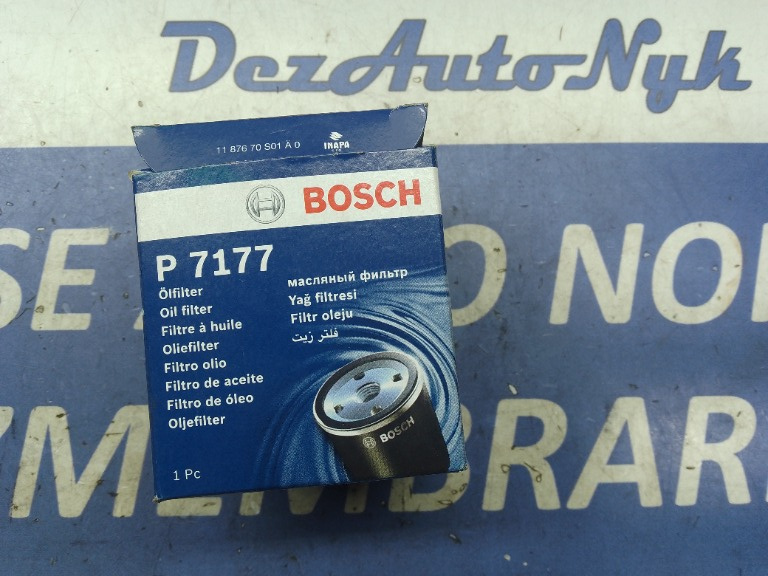 DezAutoNyk
11 876 70 S01 A 0
INAPA
BOSCH
P 7177
Ölfilter
Oil filter
Filtre à huile
Oliefilter
Filtro olio
Filtro de aceite
Filtro de óleo
Oljefilter
масляный фильтр
Yağ filtresi
Filtr oleju
فلتر زيت
BOSCH
1 Pc